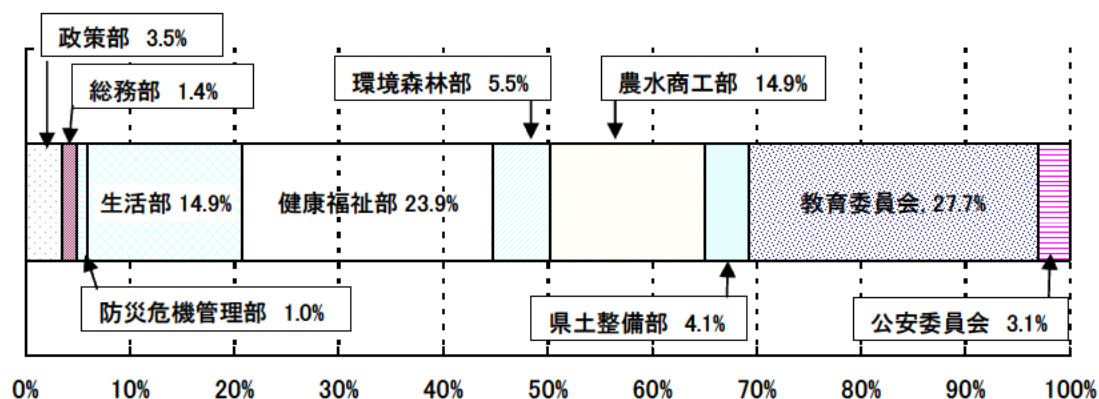 政策部 3.5%
総務部 1.4%
環境森林部 5.5%
農水商工部 14.9%
生活部 14.9%
健康福祉部 23.9%
教育委員会, 27.7%
防災危機管理部 1.0%
県土整備部 4.1%
公安委員会 3.1%
0% 10% 20% 30% 40% 50% 60% 70% 80% 90% 100%